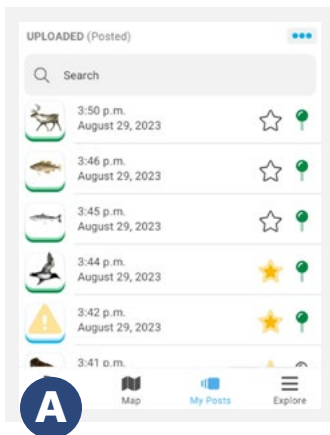 UPLOADED (Posted)
Search
3:50 p.m.
August 29, 2023
3:46 p.m.
August 29, 2023
3:45 p.m.
August 29, 2023
3:44 p.m.
August 29, 2023
3:42 p.m.
August 29, 2023
3:41 p.m.
A
Map
My Posts
Explore